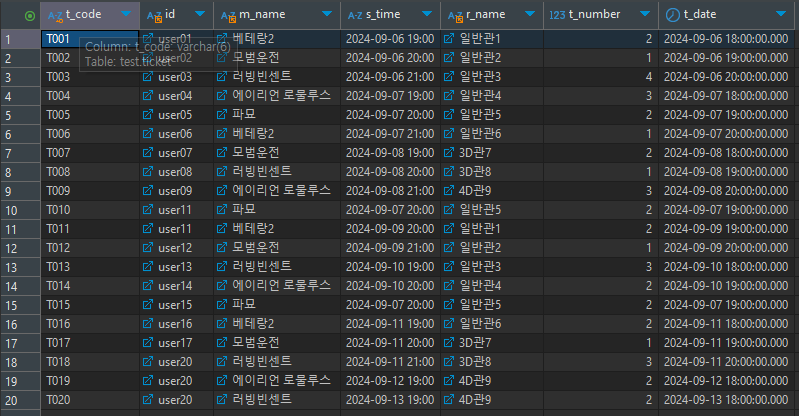 t_code id m_name s_time r_name 123 t_number t_date
1 T001 user01 베테랑2 2024-09-06 19:00 일반관1 2 2024-09-06 18:00:00.000
Column: t_code: varchar(6)
2 T002 user02 모범운전 2024-09-06 20:00 일반관2 1 2024-09-06 19:00:00.000
Table: test.ticket
3 T003 user03 러빙빈센트 2024-09-06 21:00 일반관3 4 2024-09-06 20:00:00.000
4 T004 user04 에이리언 로물루스 2024-09-07 19:00 일반관4 3 2024-09-07 18:00:00.000
5 T005 user05 파묘 2024-09-07 20:00 일반관5 2 2024-09-07 19:00:00.000
6 T006 user06 베테랑2 2024-09-07 21:00 일반관6 1 2024-09-07 20:00:00.000
7 T007 user07 모범운전 2024-09-08 19:00 3D관7 2 2024-09-08 18:00:00.000
8 T008 user08 러빙빈센트 2024-09-08 20:00 3D관8 1 2024-09-08 19:00:00.000
9 T009 user09 에이리언 로물루스 2024-09-08 21:00 4D관9 3 2024-09-08 20:00:00.000
10 T010 user11 파묘 2024-09-07 20:00 일반관5 2 2024-09-07 19:00:00.000
11 T011 user11 베테랑2 2024-09-09 20:00 일반관1 2 2024-09-09 19:00:00.000
12 T012 user12 모범운전 2024-09-09 21:00 일반관2 1 2024-09-09 20:00:00.000
13 T013 user13 러빙빈센트 2024-09-10 19:00 일반관3 3 2024-09-10 18:00:00.000
14 T014 user14 에이리언 로물루스 2024-09-10 20:00 일반관4 2 2024-09-10 19:00:00.000
15 T015 user15 파묘 2024-09-07 20:00 일반관5 2 2024-09-07 19:00:00.000
16 T016 user16 베테랑2 2024-09-11 19:00 일반관6 2 2024-09-11 18:00:00.000
17 T017 user17 모범운전 2024-09-11 20:00 3D관7 1 2024-09-11 19:00:00.000
18 T018 user20 러빙빈센트 2024-09-11 21:00 3D관8 3 2024-09-11 20:00:00.000
19 T019 user20 에이리언 로물루스 2024-09-12 19:00 4D관9 2 2024-09-12 18:00:00.000
20 T020 user20 러빙빈센트 2024-09-13 19:00 4D관9 2 2024-09-13 18:00:00.000